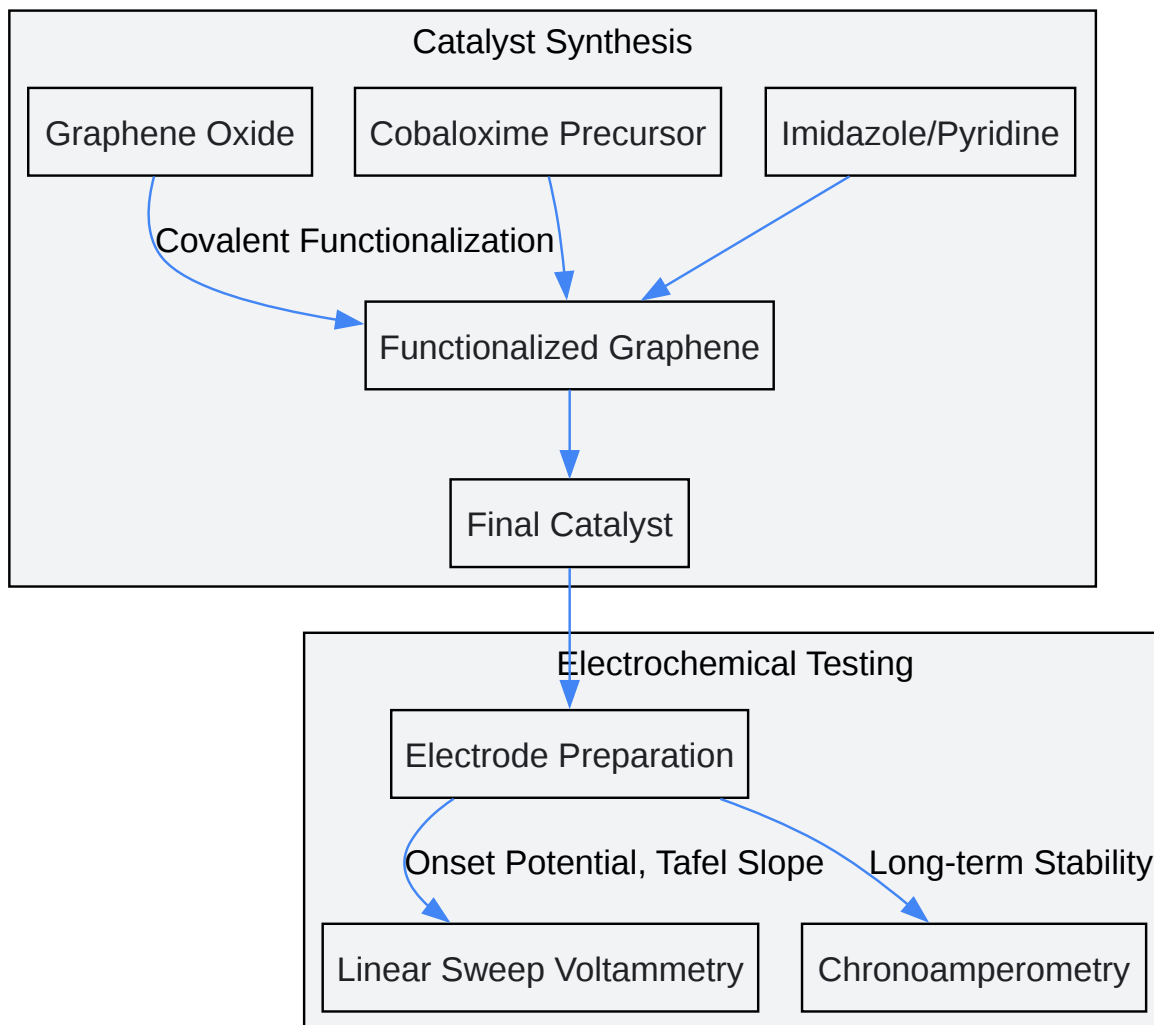 Catalyst Synthesis
Graphene Oxide
Cobaloxime Precursor
Imidazole/Pyridine
Covalent Functionalization
Functionalized Graphene
Final Catalyst
Electrochemical Testing
Electrode Preparation
Onset Potential, Tafel Slope
Long-term Stability
Linear Sweep Voltammetry
Chronoamperometry